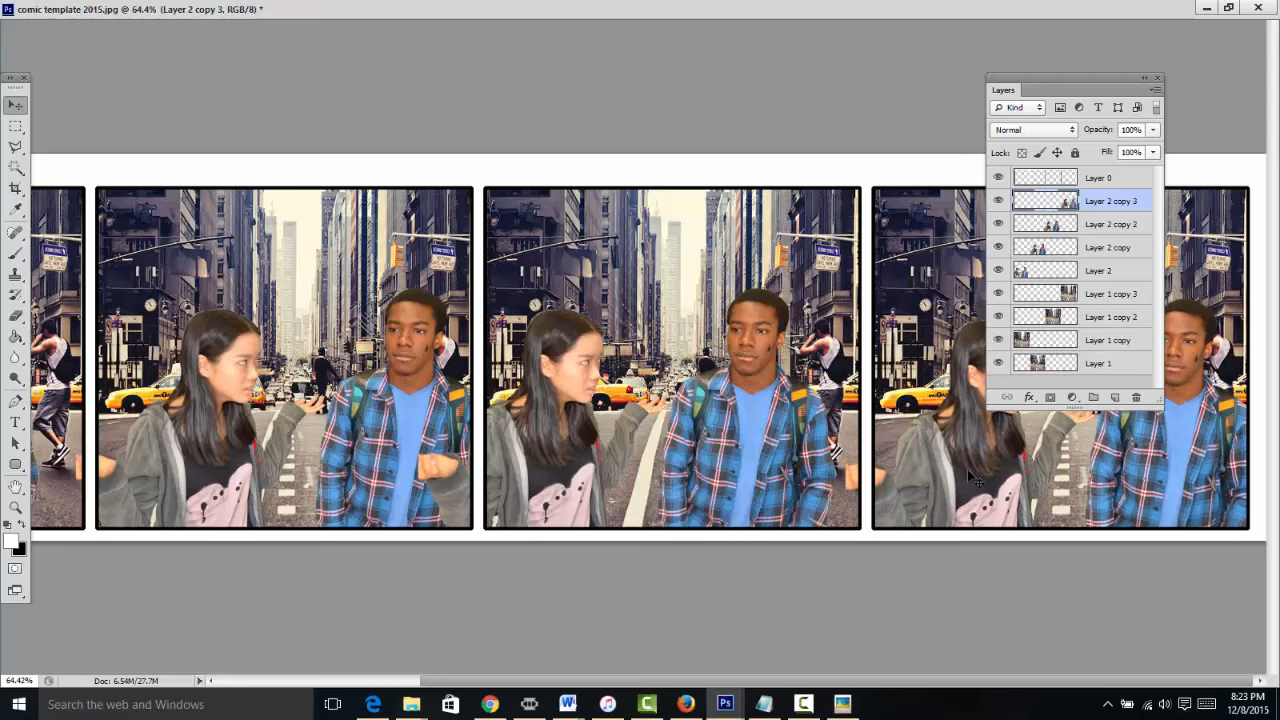 comic template 2015.jpg @ 64.4% (Layer 2 copy 3, RGB/8) *
Layers
Kind
Normal
Opacity: 100%
Lock:
Fill: 100%
Layer 0
Layer 2 copy 3
Layer 2 copy 2
Layer 2 copy
Layer 2
Layer 1 copy 3
Layer 1 copy 2
Layer 1 copy
Layer 1
64.42%
Doc: 6.54M/27.7M
Search the web and Windows
8:23 PM
12/8/2015